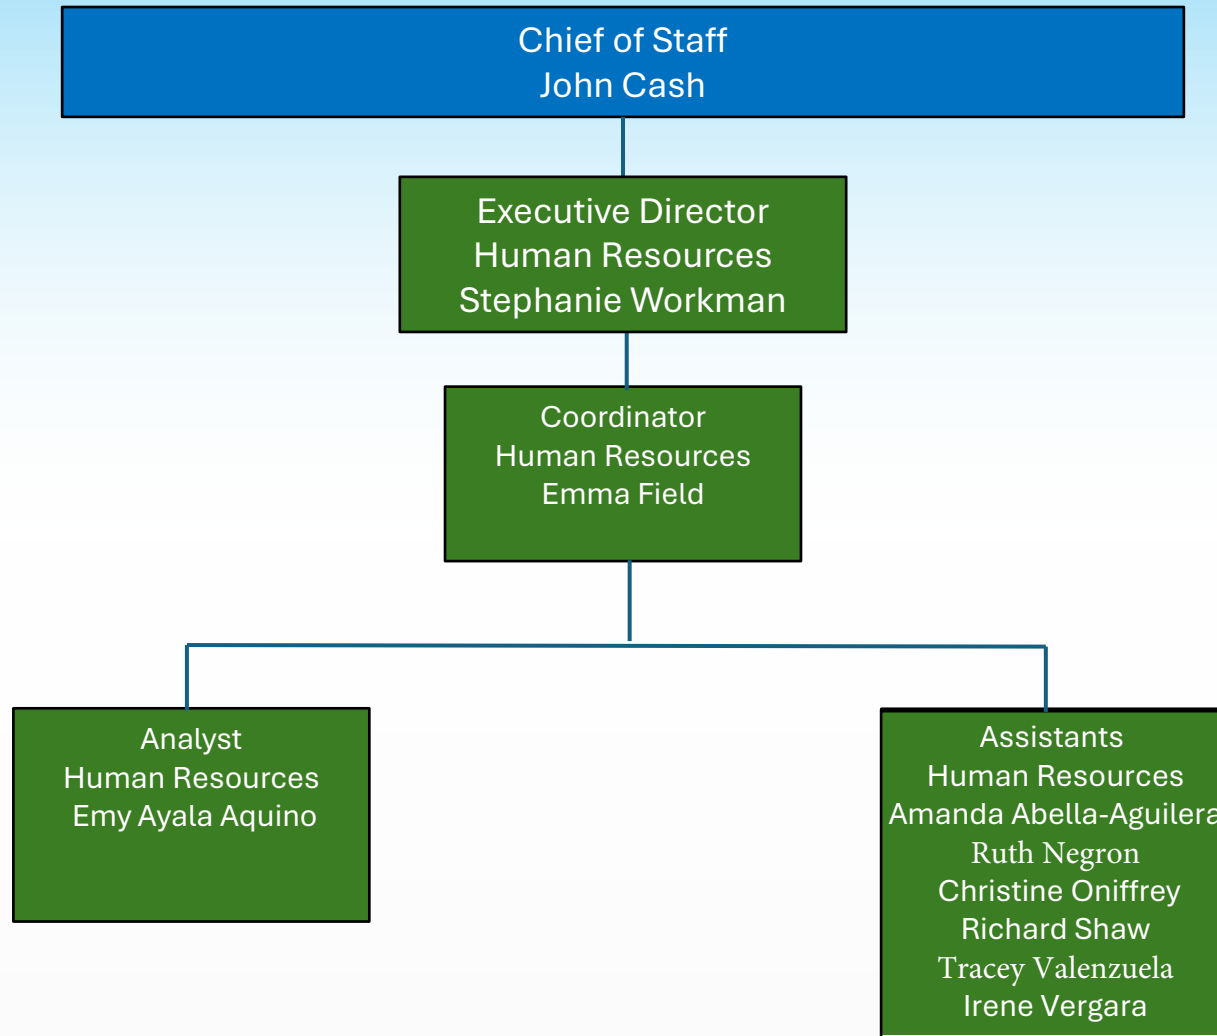 Chief of Staff
John Cash
Executive Director
Human Resources
Stephanie Workman
Coordinator
Human Resources
Emma Field
Analyst
Human Resources
Emy Ayala Aquino
Assistants
Human Resources
Amanda Abella-Aguilera
Ruth Negron
Christine Oniffrey
Richard Shaw
Tracey Valenzuela
Irene Vergara